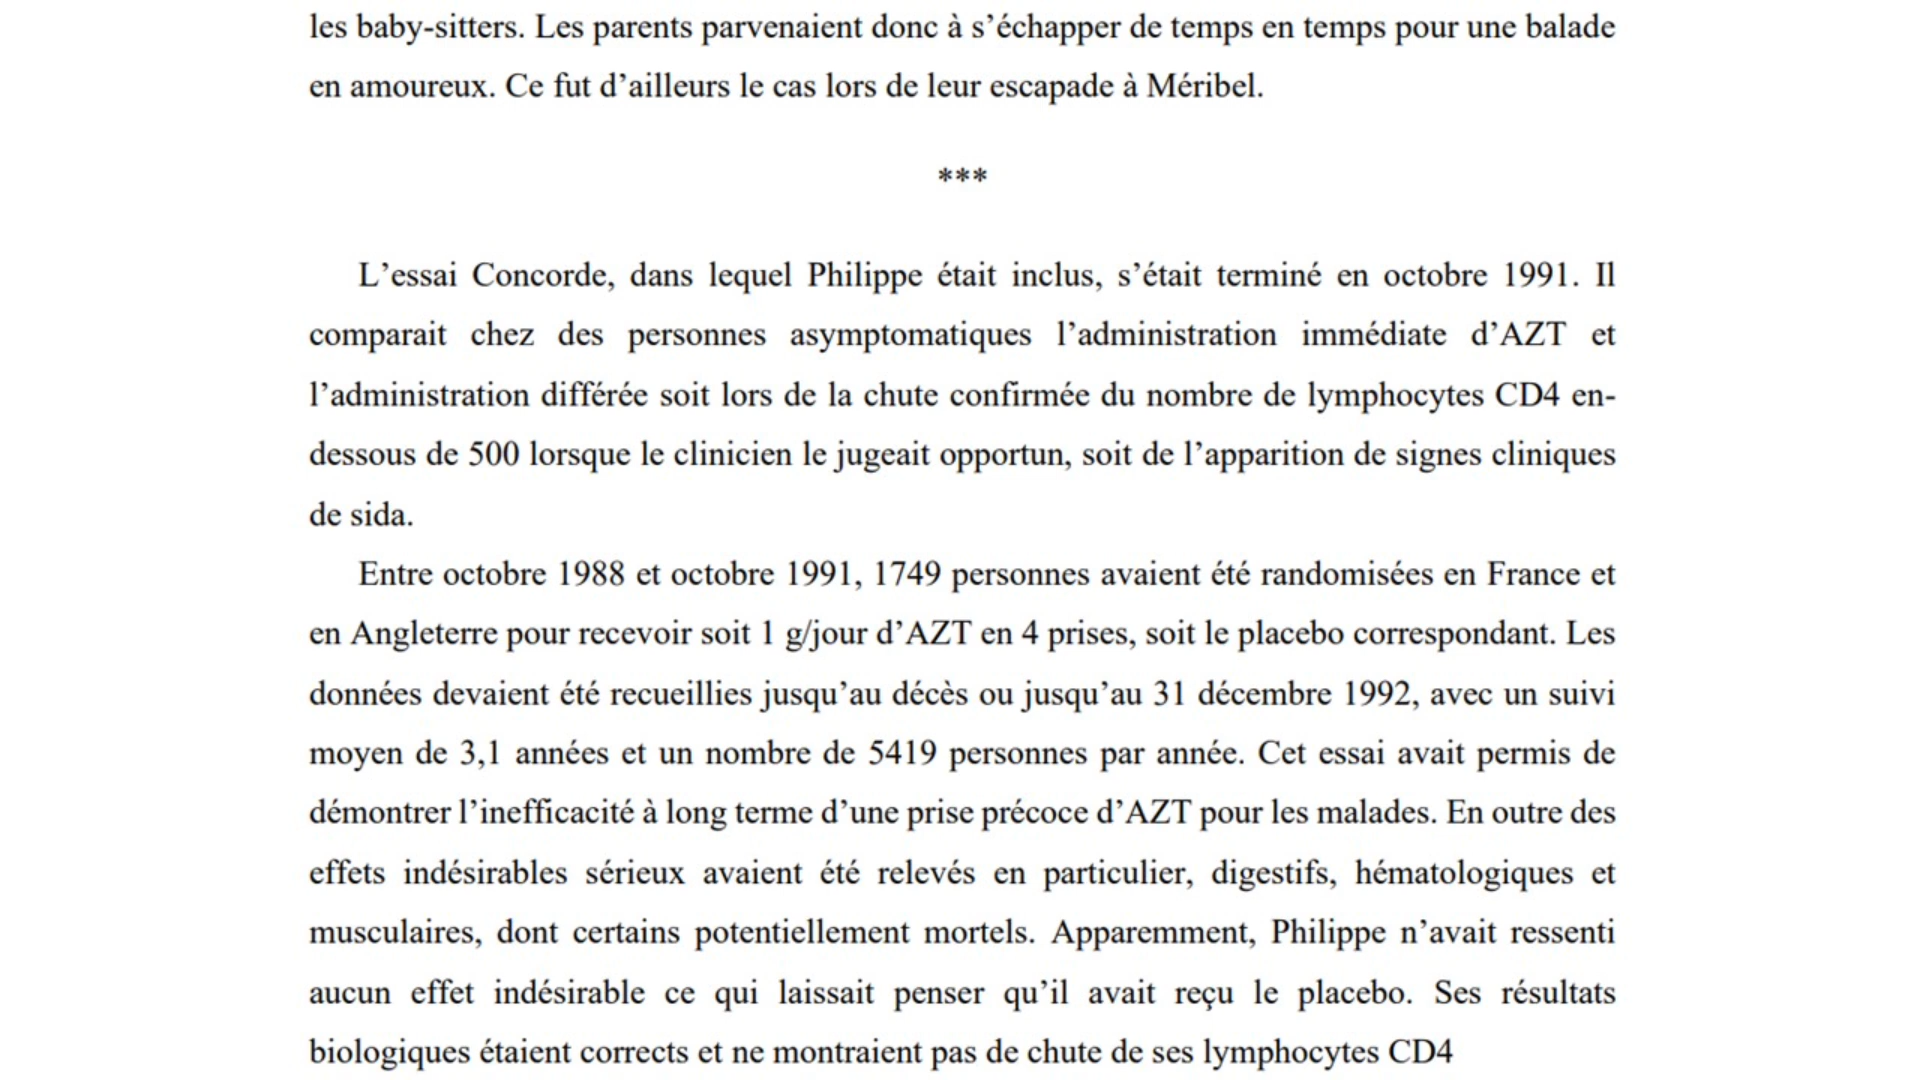 les baby-sitters. Les parents parvenaient donc à s’échapper de temps en temps pour une balade
en amoureux. Ce fut d’ailleurs le cas lors de leur escapade à Méribel.
***
L’essai Concorde, dans lequel Philippe était inclus, s’était terminé en octobre 1991. Il
comparait chez des personnes asymptomatiques l’administration immédiate d’AZT et
l’administration différée soit lors de la chute confirmée du nombre de lymphocytes CD4 en-
dessous de 500 lorsque le clinicien le jugeait opportun, soit de l’apparition de signes cliniques
de sida.
Entre octobre 1988 et octobre 1991, 1749 personnes avaient été randomisées en France et
en Angleterre pour recevoir soit 1 g/jour d’AZT en 4 prises, soit le placebo correspondant. Les
données devaient été recueillies jusqu’au décès ou jusqu’au 31 décembre 1992, avec un suivi
moyen de 3,1 années et un nombre de 5419 personnes par année. Cet essai avait permis de
démontrer l’inefficacité à long terme d’une prise précoce d’AZT pour les malades. En outre des
effets indésirables sérieux avaient été relevés en particulier, digestifs, hématologiques et
musculaires, dont certains potentiellement mortels. Apparemment, Philippe n’avait ressenti
aucun effet indésirable ce qui laissait penser qu’il avait reçu le placebo. Ses résultats
biologiques étaient corrects et ne montraient pas de chute de ses lymphocytes CD4